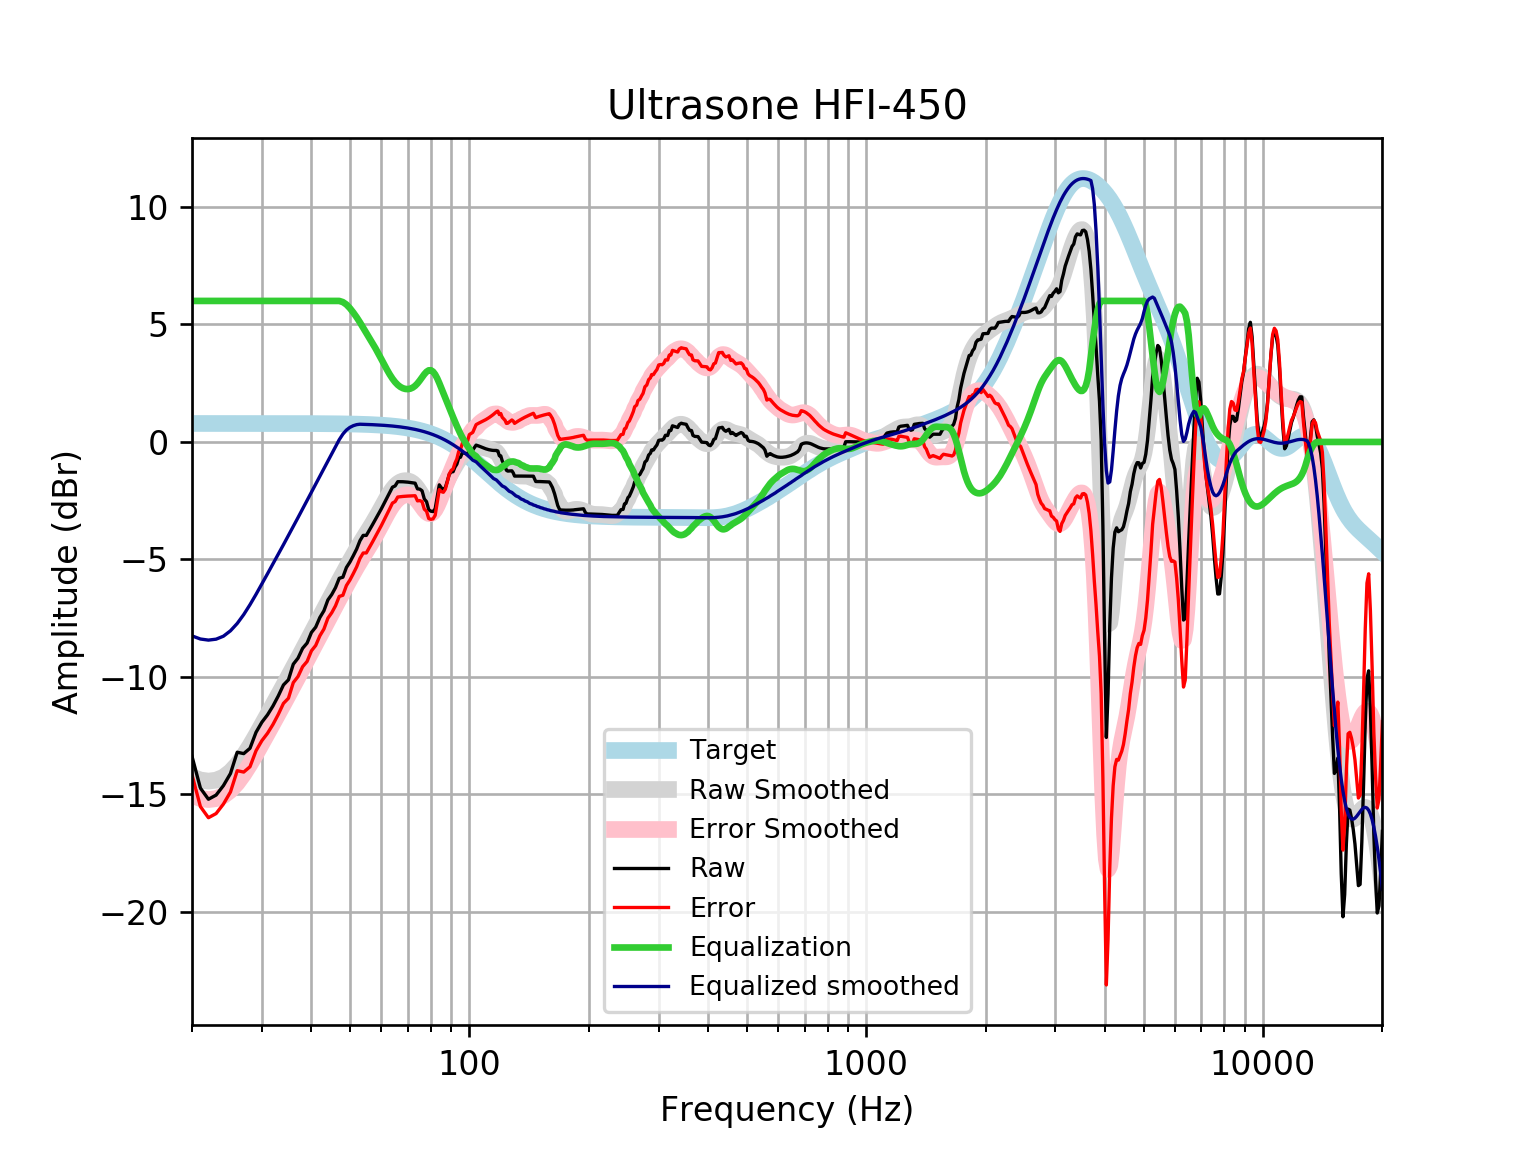 Ultrasone HFI-450
Amplitude (dBr)
10
5
0
−5
−10
−15
−20
Target
Raw Smoothed
Error Smoothed
Raw
Error
Equalization
Equalized smoothed
100 1000 10000
Frequency (Hz)